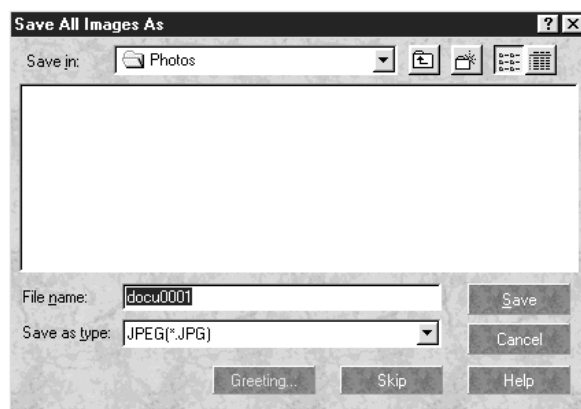 Save All Images As
Save in: Photos
File name: docu0001
Save
Save as type: JPEG(*.JPG)
Cancel
Greeting... Skip Help